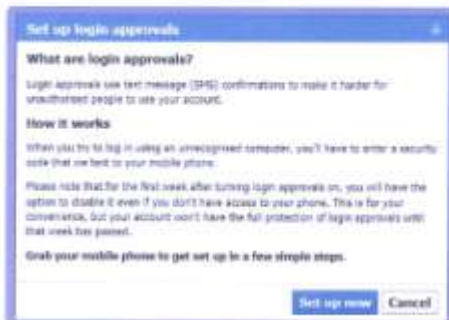 Set up login approvals
What are login approvals?
Login approvals use text message (SMS) confirmations to make it harder for
unauthorised people to use your account.
How it works
When you try to log in using an unrecognised computer, you'll have to enter a security
code that we text to your mobile phone.
Please note that for the first week after turning login approvals on, you will have the
option to disable it even if you don't have access to your phone. This is for your
convenience, but your account won't have the full protection of login approvals until
that week has passed.
Grab your mobile phone to get set up in a few simple steps.
Set up now Cancel